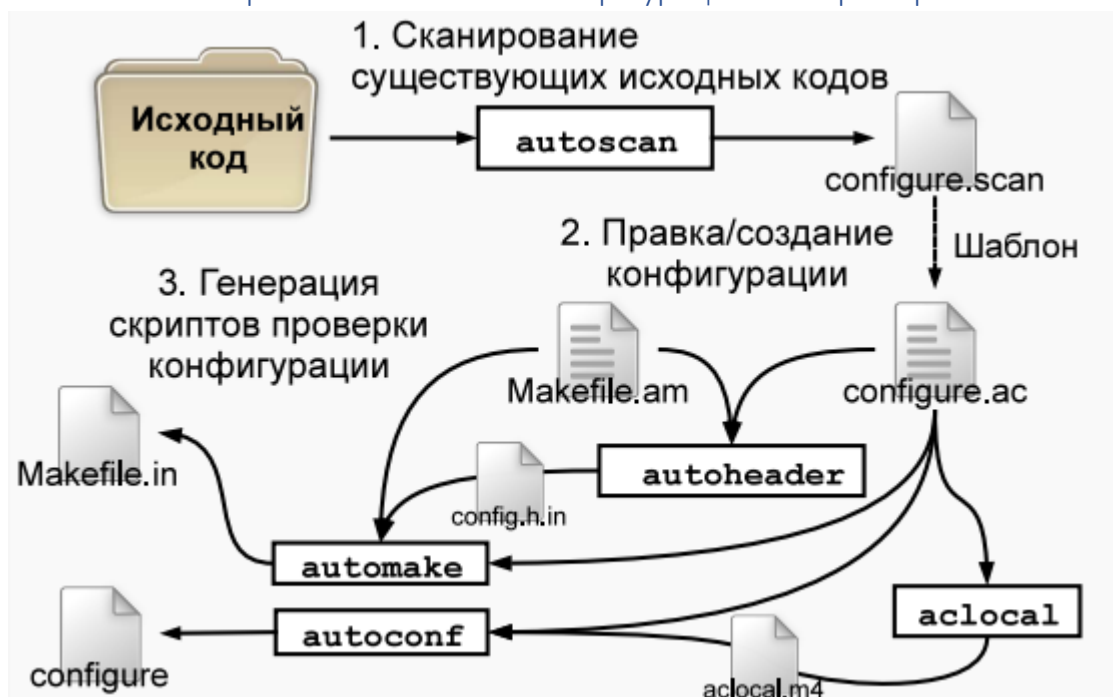 1. Сканирование
существующих исходных кодов
Исходный
код
autoscan
configure.scan
2. Правка/создание
конфигурации
Шаблон
3. Генерация
скриптов проверки
конфигурации
Makefile.am
configure.ac
Makefile.in
autoheader
config.h.in
automake
aclocal
autoconf
configure
aclocal.m4